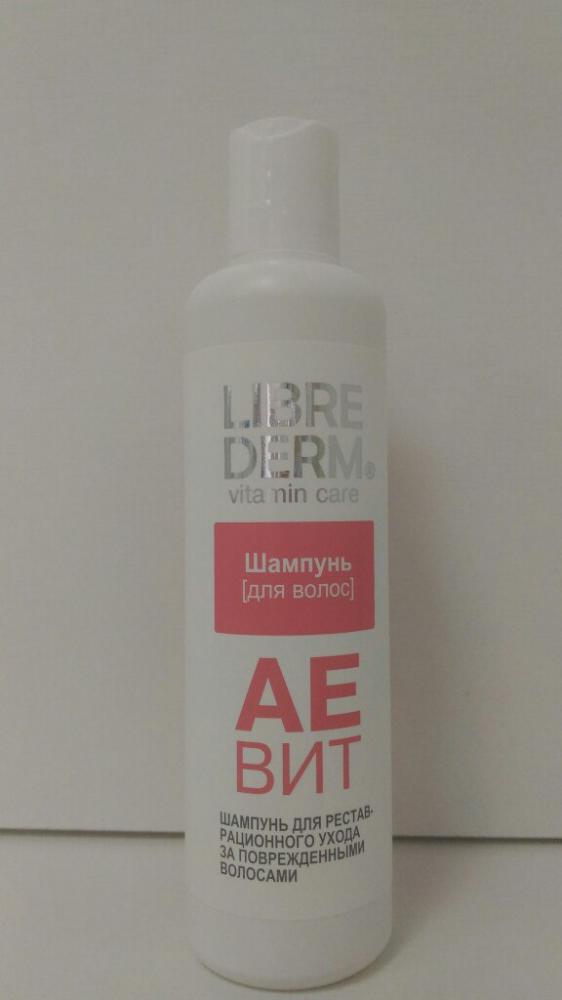 LIBRE
DERM®
vitamin care
Шампунь
[для волос]
АЕ
ВИТ
ШАМПУНЬ ДЛЯ РЕСТАВ-
РАЦИОННОГО УХОДА
ЗА ПОВРЕЖДЕННЫМИ
ВОЛОСАМИ